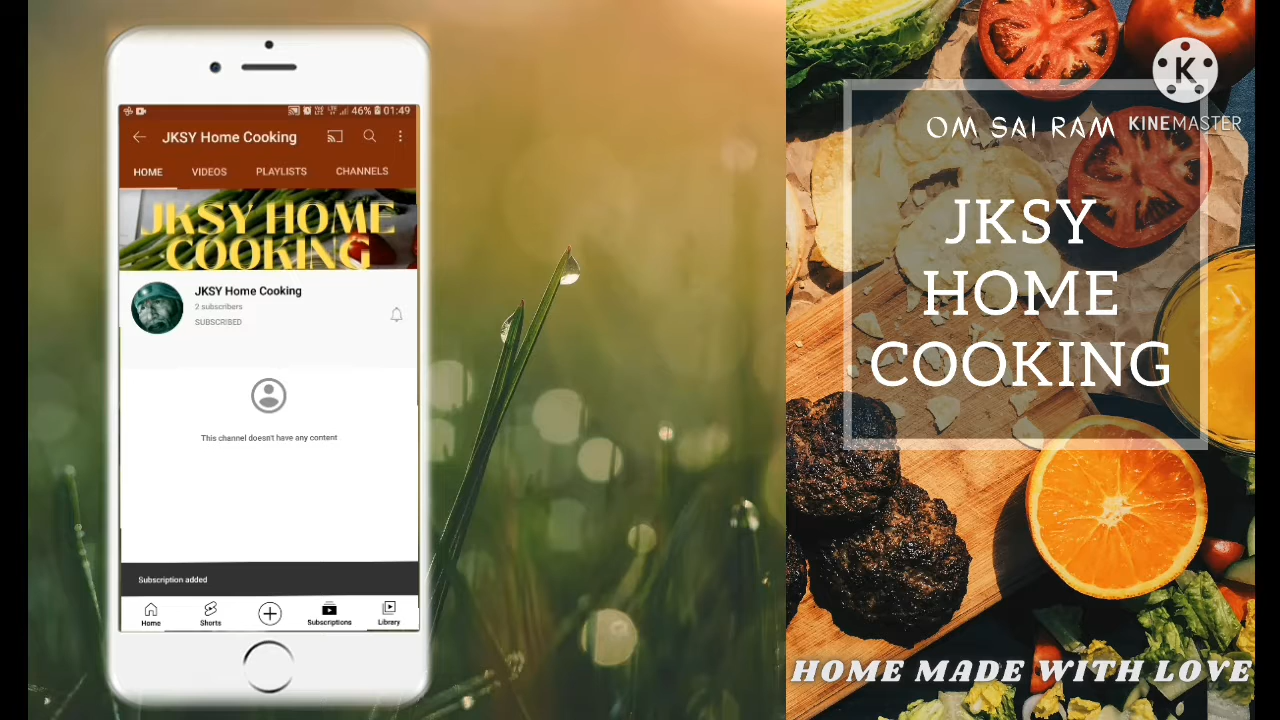 46% 01:49
JKSY Home Cooking
HOME VIDEOS PLAYLISTS CHANNELS
JKSY HOME
COOKING
JKSY Home Cooking
2 subscribers
SUBSCRIBED
This channel doesn't have any content
Subscription added
Home Shorts Subscriptions Library
K
KINEMASTER
OM SAI RAM
JKSY
HOME
COOKING
HOME MADE WITH LOVE